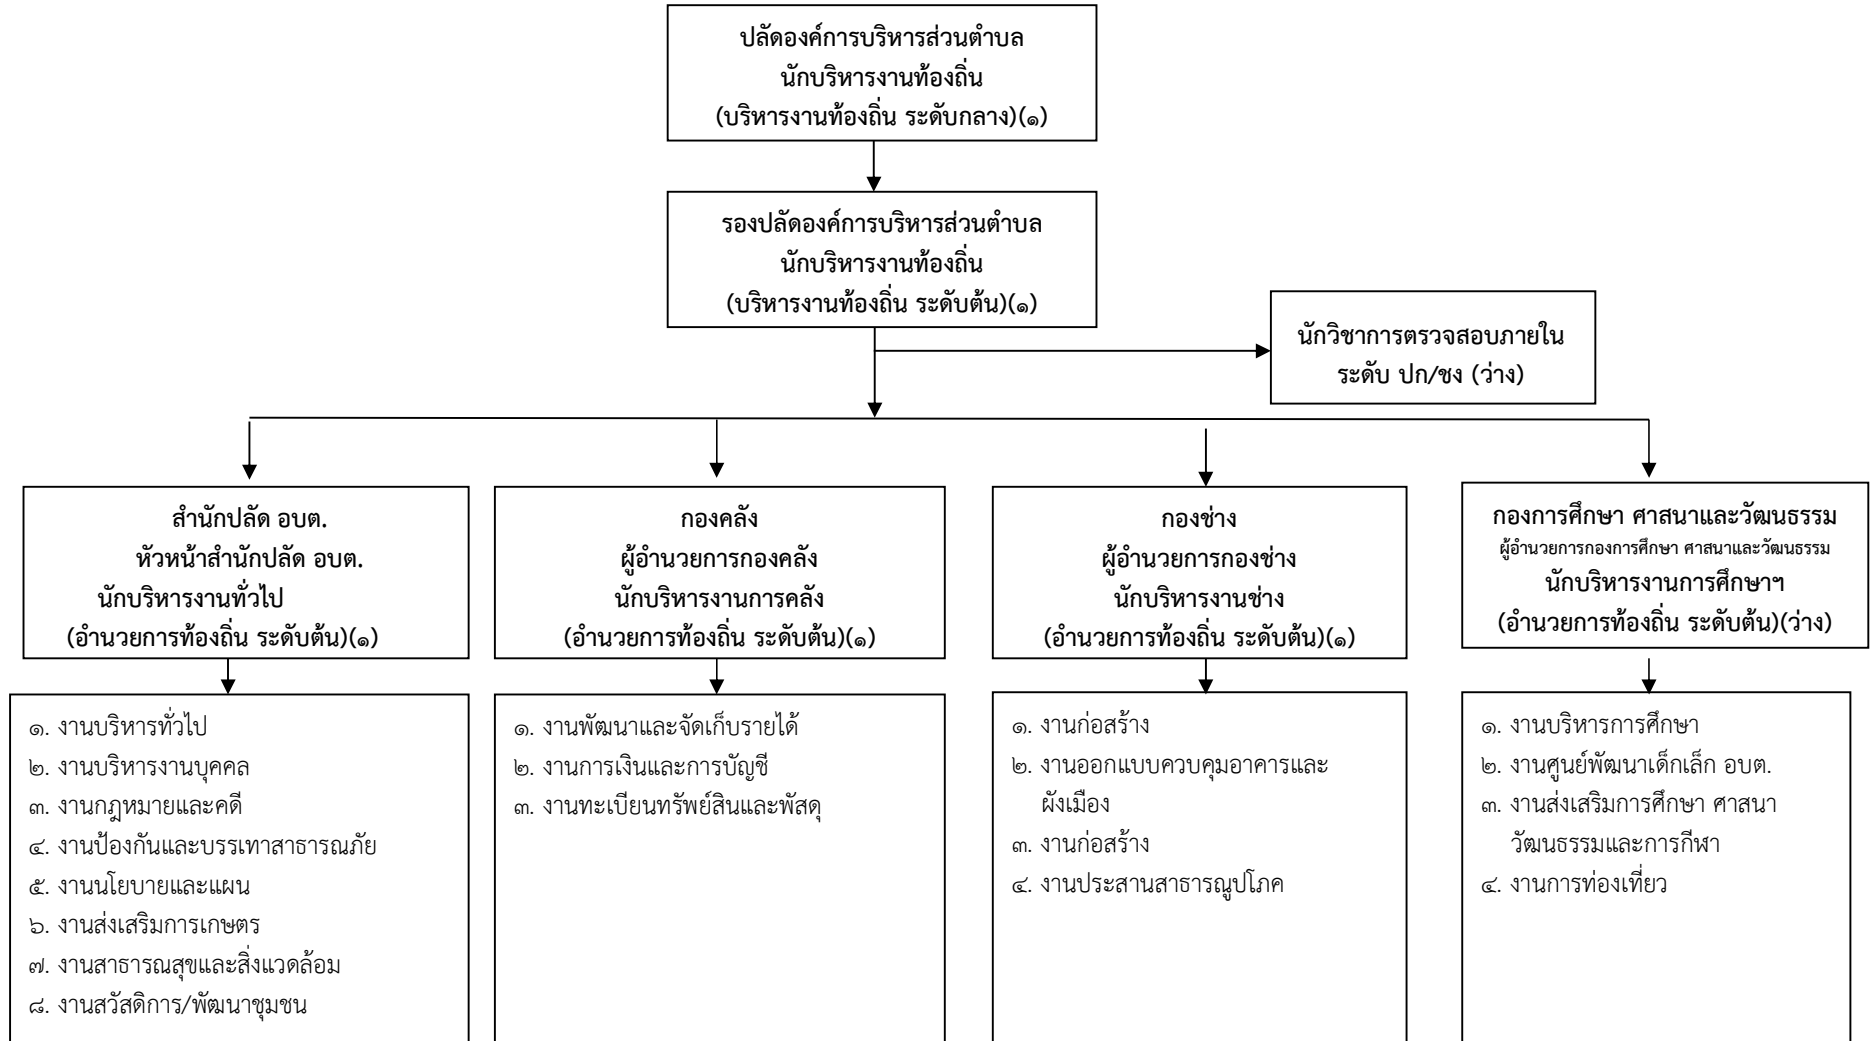 ปลัดองค์การบริหารส่วนตำบล
นักบริหารงานท้องถิ่น
(บริหารงานท้องถิ่น ระดับกลาง)(๑)
รองปลัดองค์การบริหารส่วนตำบล
นักบริหารงานท้องถิ่น
(บริหารงานท้องถิ่น ระดับต้น)(๑)
นักวิชาการตรวจสอบภายใน
ระดับ ปก/ชง (ว่าง)
สำนักปลัด อบต.
หัวหน้าสำนักปลัด อบต.
นักบริหารงานทั่วไป
(อำนวยการท้องถิ่น ระดับต้น)(๑)
กองคลัง
ผู้อำนวยการกองคลัง
นักบริหารงานการคลัง
(อำนวยการท้องถิ่น ระดับต้น)(๑)
กองช่าง
ผู้อำนวยการกองช่าง
นักบริหารงานช่าง
(อำนวยการท้องถิ่น ระดับต้น)(๑)
กองการศึกษา ศาสนาและวัฒนธรรม
ผู้อำนวยการกองการศึกษา ศาสนาและวัฒนธรรม
นักบริหารงานการศึกษาฯ
(อำนวยการท้องถิ่น ระดับต้น)(ว่าง)
๑. งานบริหารทั่วไป
๒. งานบริหารงานบุคคล
๓. งานกฎหมายและคดี
๔. งานป้องกันและบรรเทาสาธารณภัย
๕. งานนโยบายและแผน
๖. งานส่งเสริมการเกษตร
๗. งานสาธารณสุขและสิ่งแวดล้อม
๘. งานสวัสดิการ/พัฒนาชุมชน
๑. งานพัฒนาและจัดเก็บรายได้
๒. งานการเงินและการบัญชี
๓. งานทะเบียนทรัพย์สินและพัสดุ
๑. งานก่อสร้าง
๒. งานออกแบบควบคุมอาคารและ
ผังเมือง
๓. งานก่อสร้าง
๔. งานประสานสาธารณูปโภค
๑. งานบริหารการศึกษา
๒. งานศูนย์พัฒนาเด็กเล็ก อบต.
๓. งานส่งเสริมการศึกษา ศาสนา
วัฒนธรรมและการกีฬา
๔. งานการท่องเที่ยว